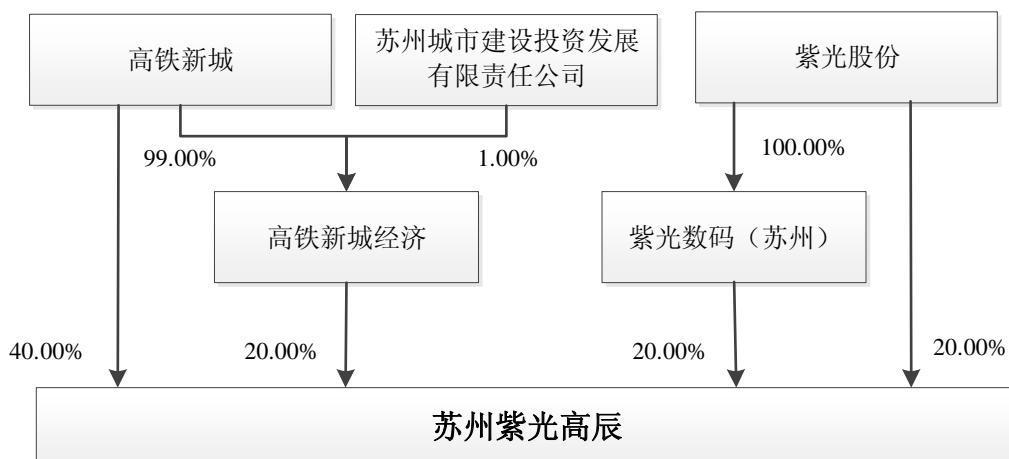 高铁新城
苏州城市建设投资发展
有限责任公司
紫光股份
99.00%
1.00%
100.00%
高铁新城经济
紫光数码（苏州）
40.00%
20.00%
20.00%
20.00%
苏州紫光高辰